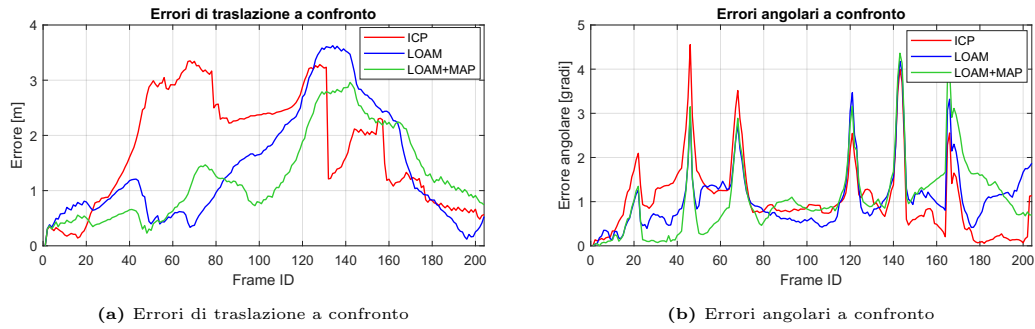 Errori di traslazione a confronto
4
3
2
1
0
Errore [m]
0 20 40 60 80 100 120 140 160 180 200
Frame ID
ICP
LOAM
LOAM+MAP
(a) Errori di traslazione a confronto
Errori angolari a confronto
5
4
3
2
1
0
Errore angolare [gradi]
0 20 40 60 80 100 120 140 160 180 200
Frame ID
ICP
LOAM
LOAM+MAP
(b) Errori angolari a confronto